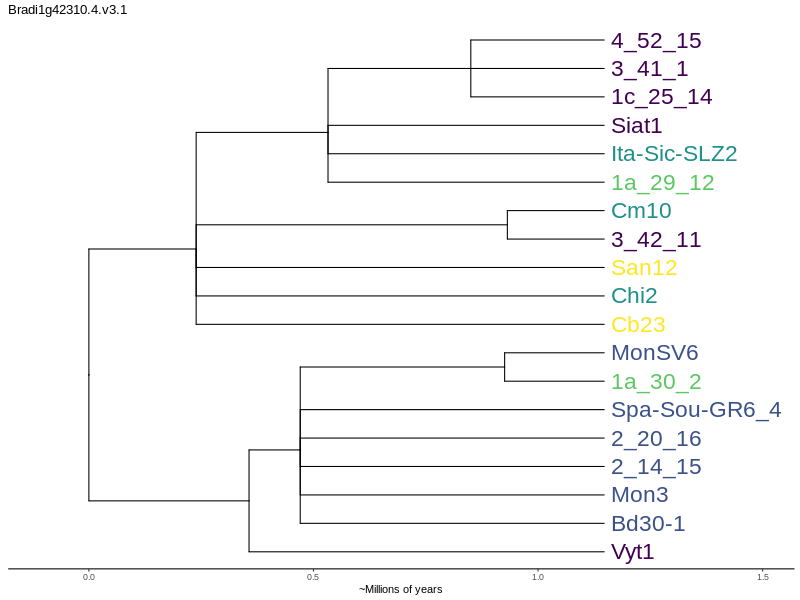 Bradi1g42310.4.v3.1
4_52_15
3_41_1
1c_25_14
Siat1
Ita-Sic-SLZ2
1a_29_12
Cm10
3_42_11
San12
Chi2
Cb23
MonSV6
1a_30_2
Spa-Sou-GR6_4
2_20_16
2_14_15
Mon3
Bd30-1
Vyt1
0.0 0.5 1.0 1.5
~Millions of years